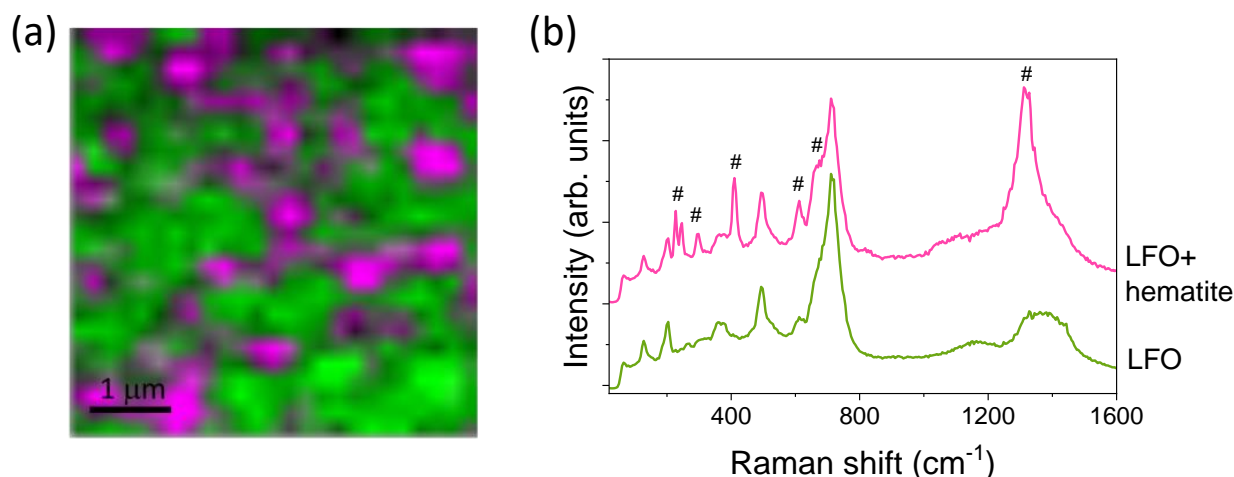 (a)
1 μm
(b)
Intensity (arb. units)
#
#
#
#
#
#
LFO+
hematite
LFO
400
800
1200
1600
Raman shift (cm⁻¹)